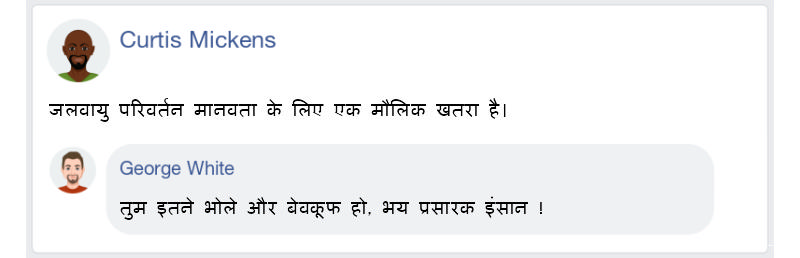 Curtis Mickens
जलवायु परिवर्तन मानवता के लिए एक मौलिक खतरा है।
George White
तुम इतने भोले और बेवकूफ हो, भय प्रसारक इंसान !